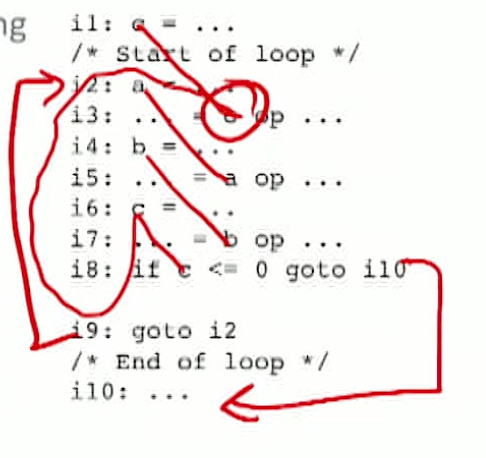 ng
i1: c = ...
/* Start of loop */
i2: a = ...
i3: ... = c op ...
i4: b = ...
i5: ... = a op ...
i6: c = ...
i7: ... = b op ...
i8: if c <= 0 goto i10
i9: goto i2
/* End of loop */
i10: ...